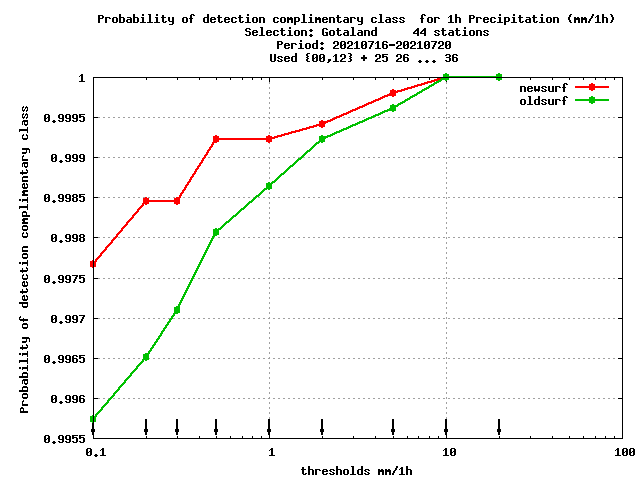 Probability of detection complimentary class  for 1h Precipitation (mm/1h)
Selection: Gotaland     44 stations
Period: 20210716-20210720
Used {00,12} + 25 26 ... 36
newsurf
oldsurf
1
0.9995
0.999
0.9985
0.998
0.9975
0.997
0.9965
0.996
0.9955
Probability of detection complimentary class
0.1 1 10 100
thresholds mm/1h